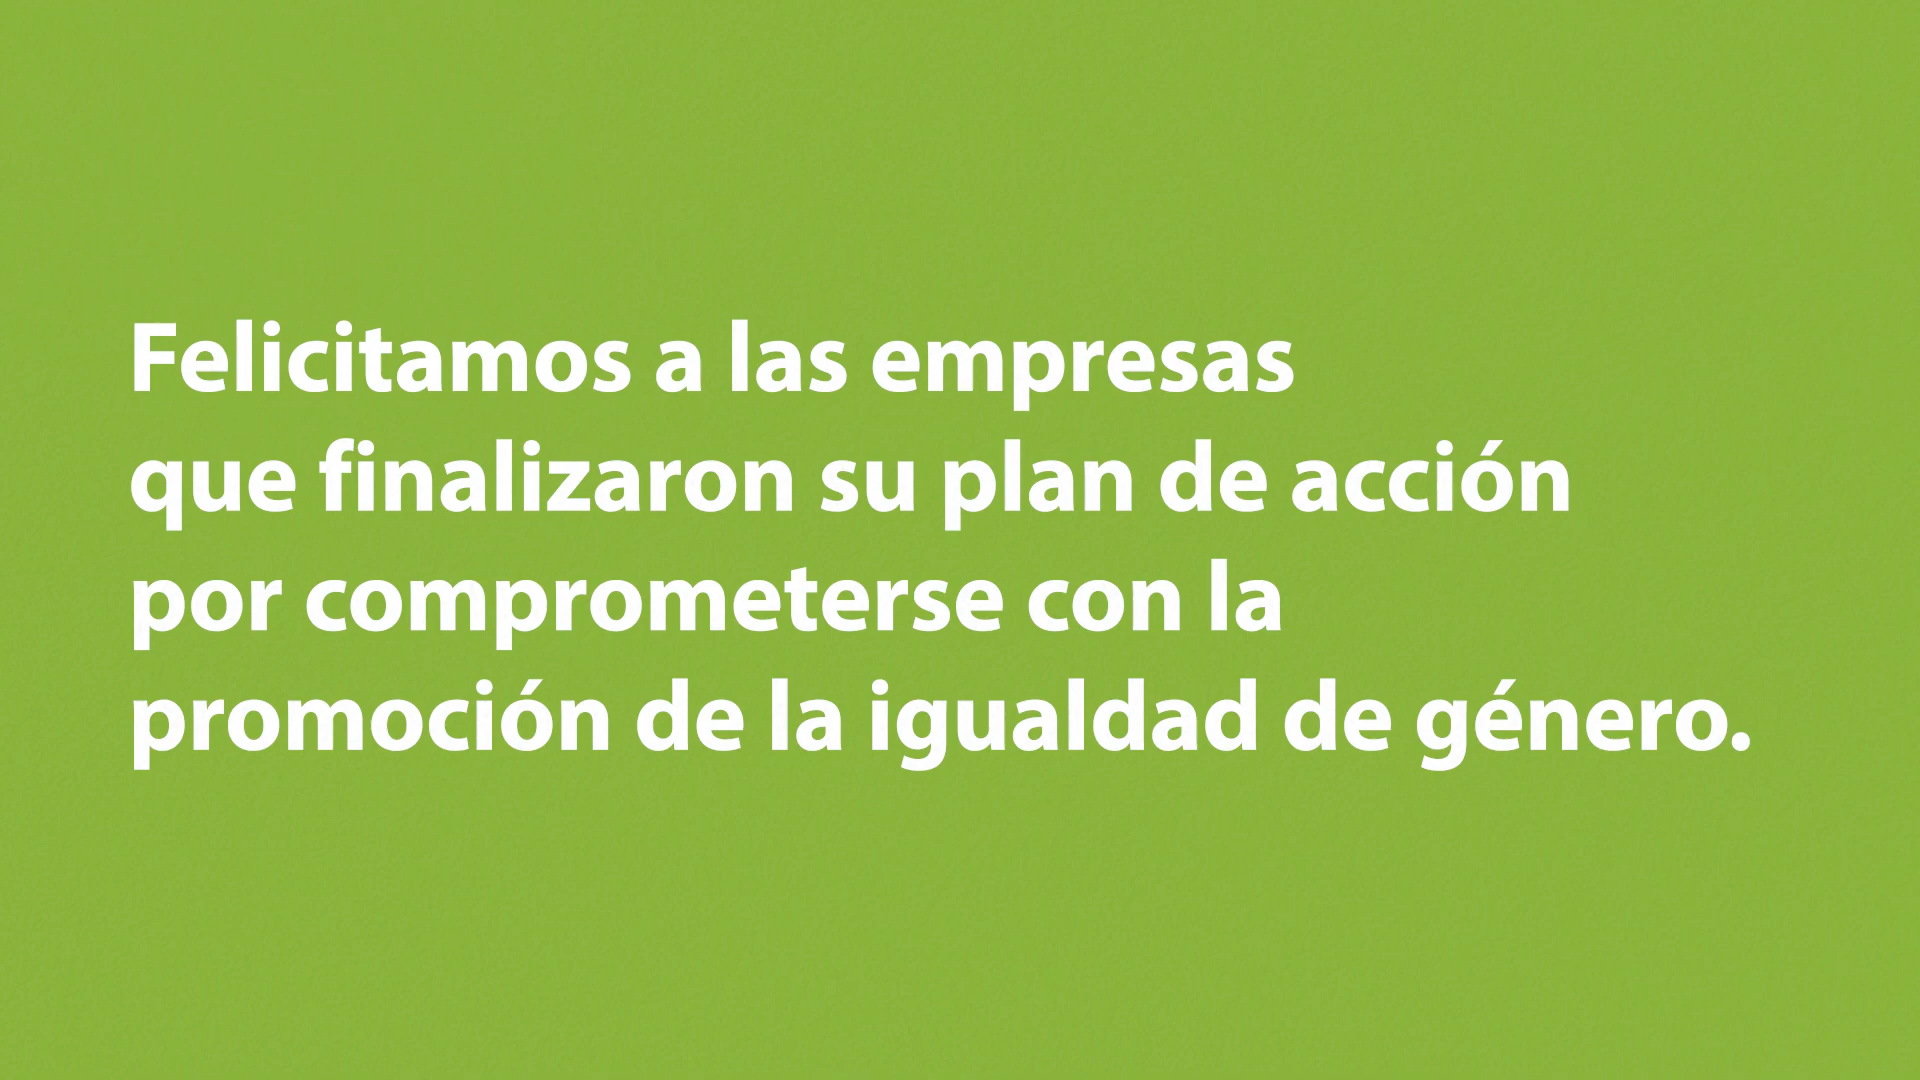 Felicitamos a las empresas
que finalizaron su plan de acción
por comprometerse con la
promoción de la igualdad de género.